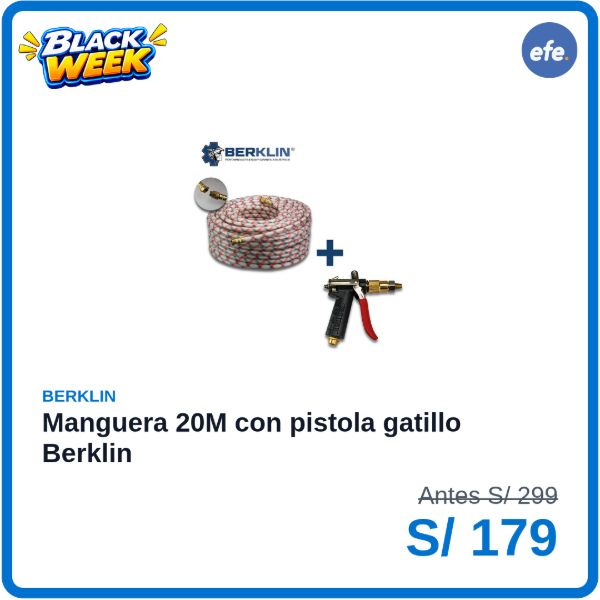 BLACK
WEEK
efe.
BERKLIN®
BERKLIN
Manguera 20M con pistola gatillo
Berklin
Antes S/ 299
S/ 179